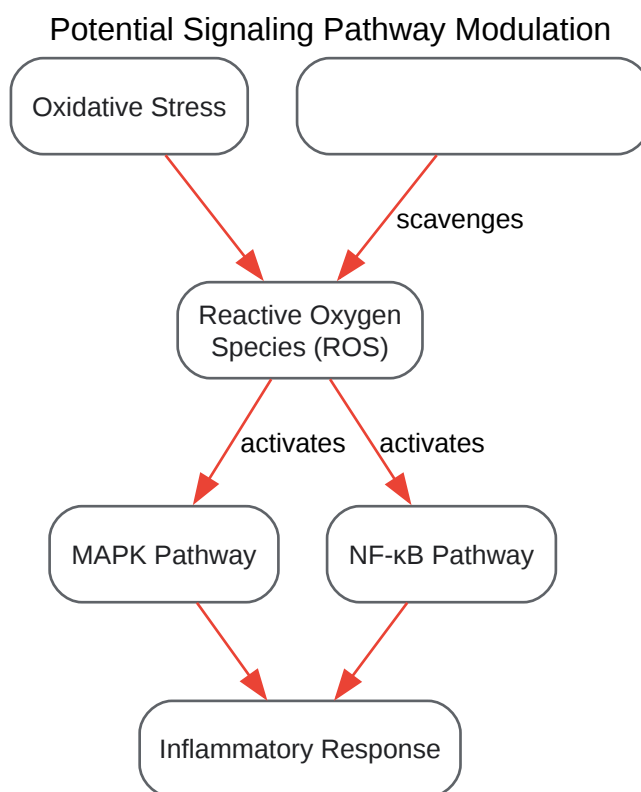 Potential Signaling Pathway Modulation
Oxidative Stress
scavenges
Reactive Oxygen
Species (ROS)
activates
activates
MAPK Pathway
NF-κB Pathway
Inflammatory Response